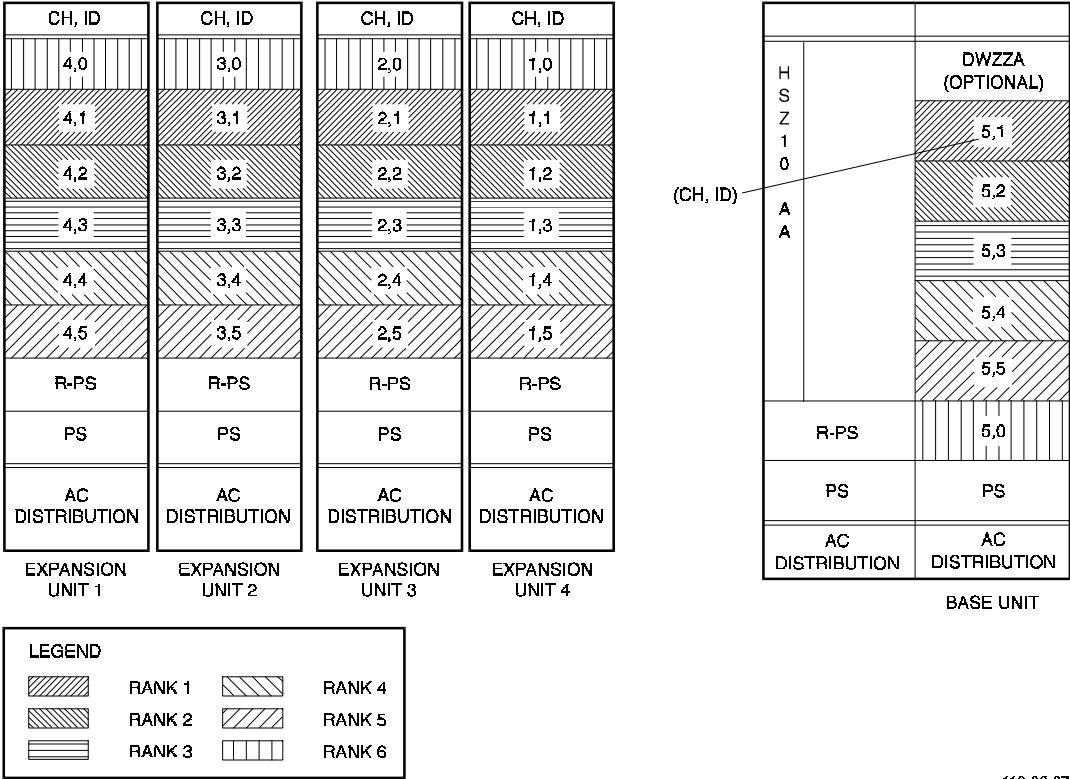 CH, ID
4,0
4,1
4,2
4,3
4,4
4,5
R-PS
PS
AC
DISTRIBUTION
EXPANSION
UNIT 1
CH, ID
3,0
3,1
3,2
3,3
3,4
3,5
R-PS
PS
AC
DISTRIBUTION
EXPANSION
UNIT 2
CH, ID
2,0
2,1
2,2
2,3
2,4
2,5
R-PS
PS
AC
DISTRIBUTION
EXPANSION
UNIT 3
CH, ID
1,0
1,1
1,2
1,3
1,4
1,5
R-PS
PS
AC
DISTRIBUTION
EXPANSION
UNIT 4
(CH, ID)
HSZ10 AA
R-PS
PS
AC
DISTRIBUTION
DWZZA
(OPTIONAL)
5,1
5,2
5,3
5,4
5,5
5,0
PS
AC
DISTRIBUTION
BASE UNIT
LEGEND
RANK 1
RANK 2
RANK 3
RANK 4
RANK 5
RANK 6